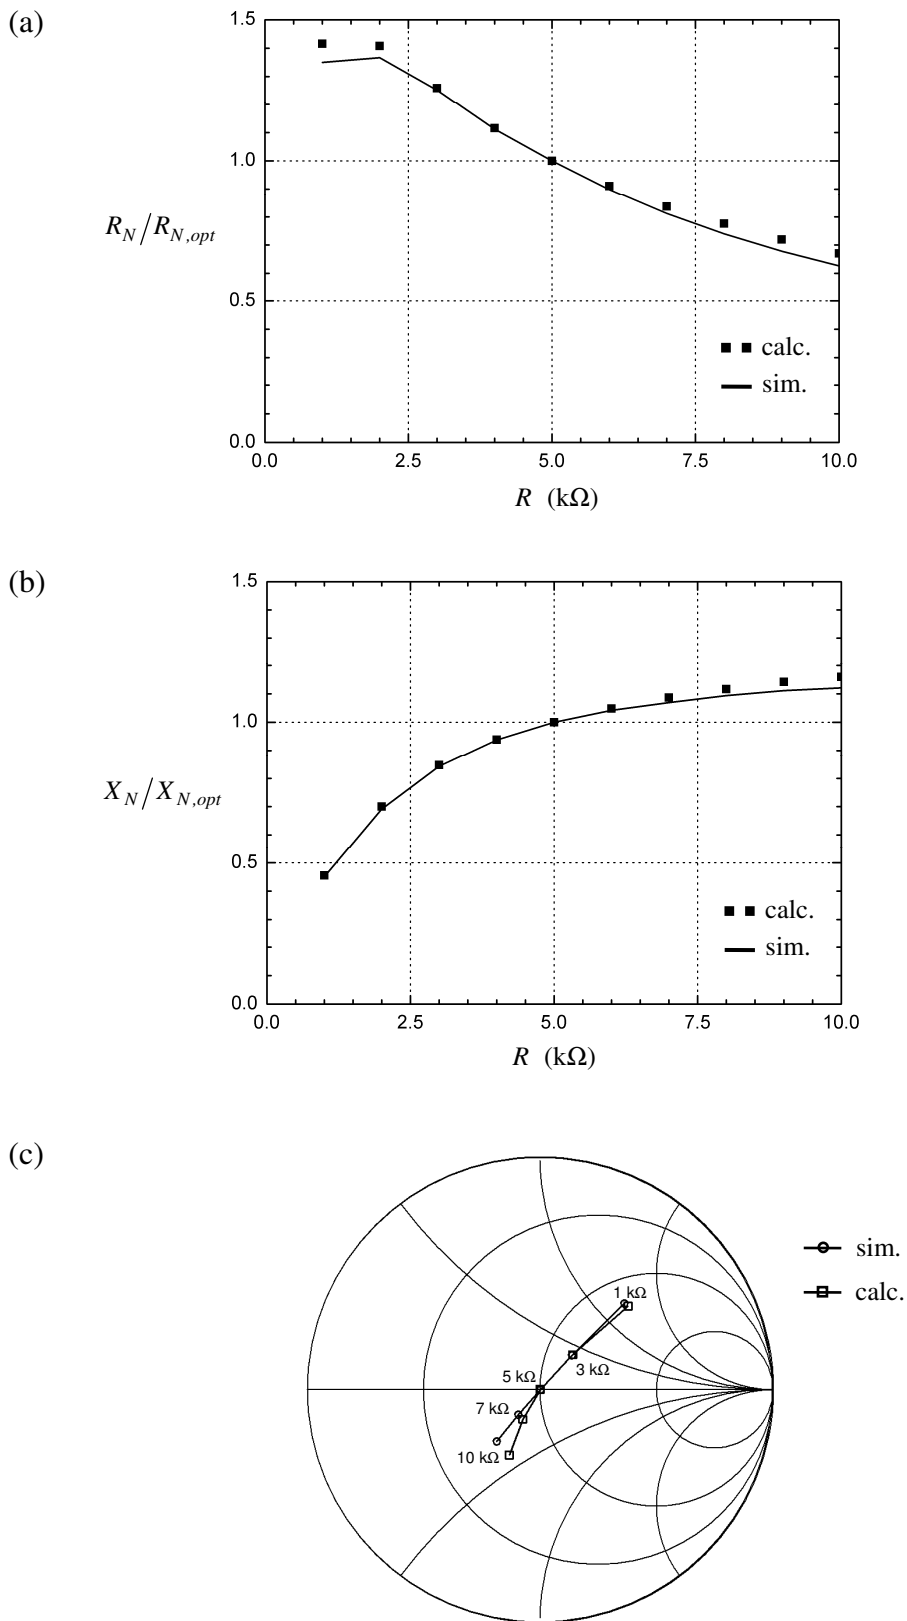 (a)
1.5
1.0
R_N/R_{N,opt}
0.5
calc.
sim.
0.0
0.0 2.5 5.0 7.5 10.0
R (kΩ)
(b)
1.5
1.0
X_N/X_{N,opt}
0.5
calc.
sim.
0.0
0.0 2.5 5.0 7.5 10.0
R (kΩ)
(c)
sim.
calc.
1 kΩ
3 kΩ
5 kΩ
7 kΩ
10 kΩ